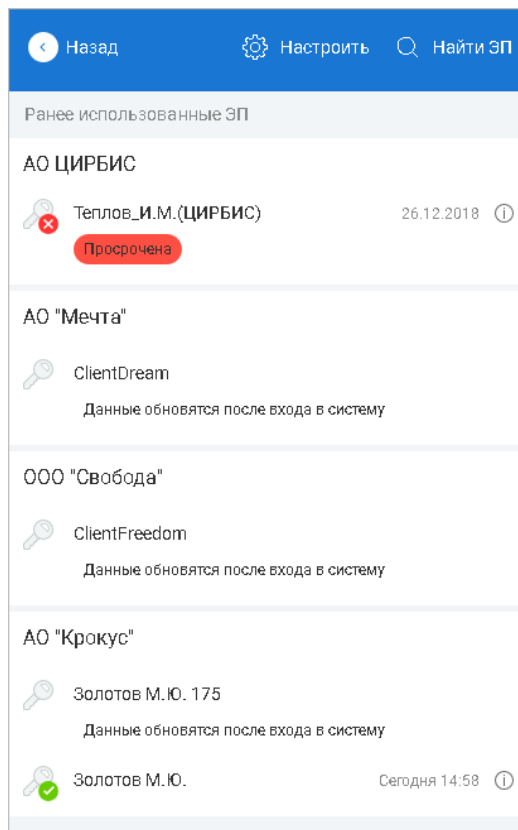 Назад Настроить Найти ЭП
Ранее использованные ЭП
АО ЦИРБИС
Теплов_И.М.(ЦИРБИС) 26.12.2018
Просрочена
АО "Мечта"
ClientDream
Данные обновятся после входа в систему
ООО "Свобода"
ClientFreedom
Данные обновятся после входа в систему
АО "Крокус"
Золотов М.Ю. 175
Данные обновятся после входа в систему
Золотов М.Ю. Сегодня 14:58